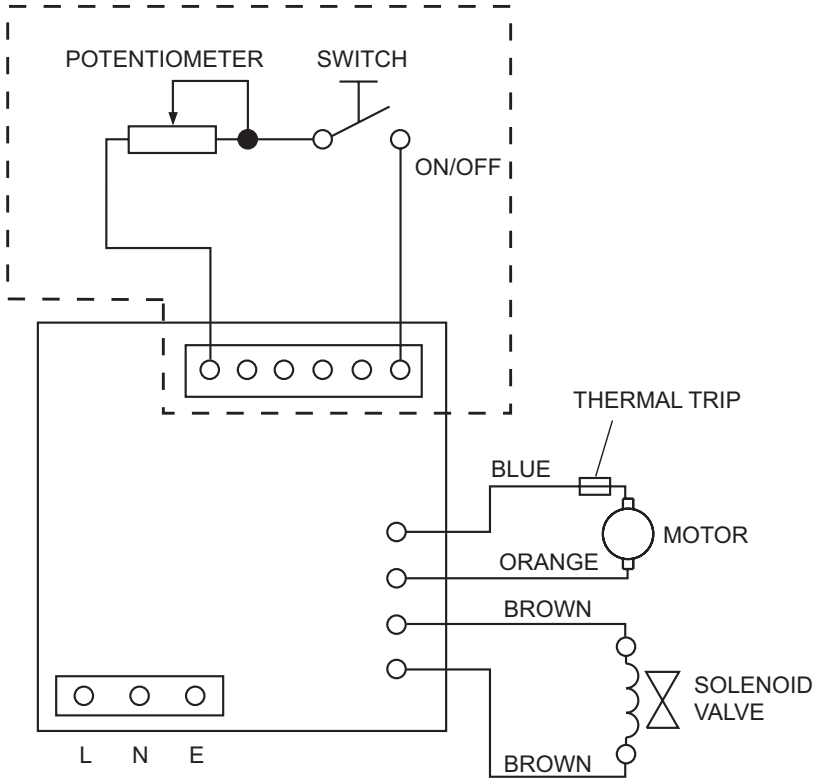 POTENTIOMETER SWITCH
ON/OFF
THERMAL TRIP
BLUE
MOTOR
ORANGE
BROWN
SOLENOID
VALVE
L N E
BROWN